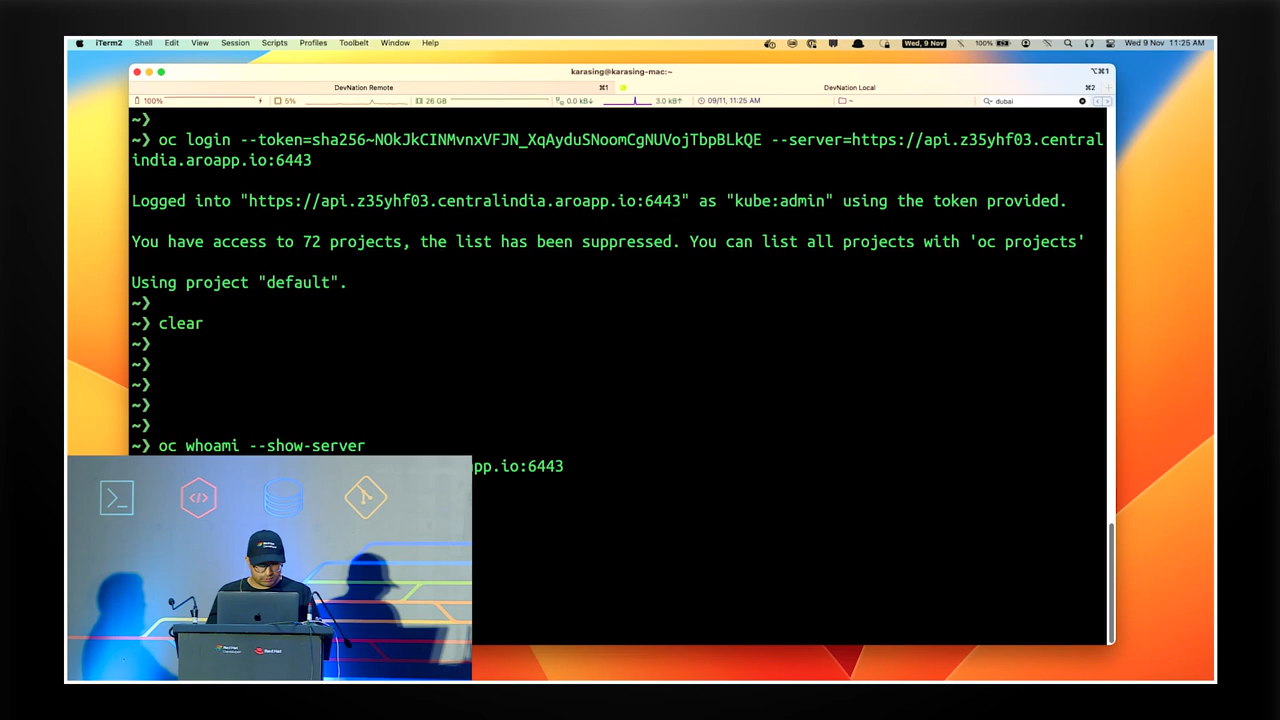 iTerm2 Shell Edit View Session Scripts Profiles Toolbelt Window Help Wed, 9 Nov 100% Wed 9 Nov 11:25 AM
karasing@karasing-mac:~ ⌥⌘1
DevNation Remote ⌘1 DevNation Local ⌘2
100% 5% 26 GB 0.0 kB↓ 3.0 kB↑ 09/11, 11:25 AM ~ dubai
~❯
~❯ oc login --token=sha256~NOkJkCINMvnxVFJN_XqAyduSNoomCgNUVojTbpBLkQE --server=https://api.z35yhf03.central
india.aroapp.io:6443
Logged into "https://api.z35yhf03.centralindia.aroapp.io:6443" as "kube:admin" using the token provided.
You have access to 72 projects, the list has been suppressed. You can list all projects with 'oc projects'
Using project "default".
~❯
~❯ clear
~❯
~❯
~❯
~❯
~❯
~❯ oc whoami --show-server
pp.io:6443
Red Hat